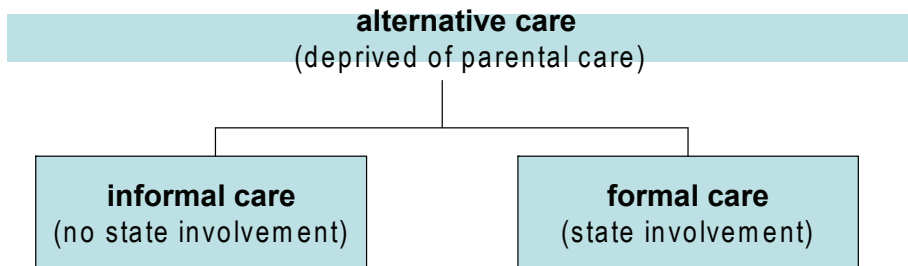 alternative care
(deprived of parental care)
informal care
(no state involvement)
formal care
(state involvement)